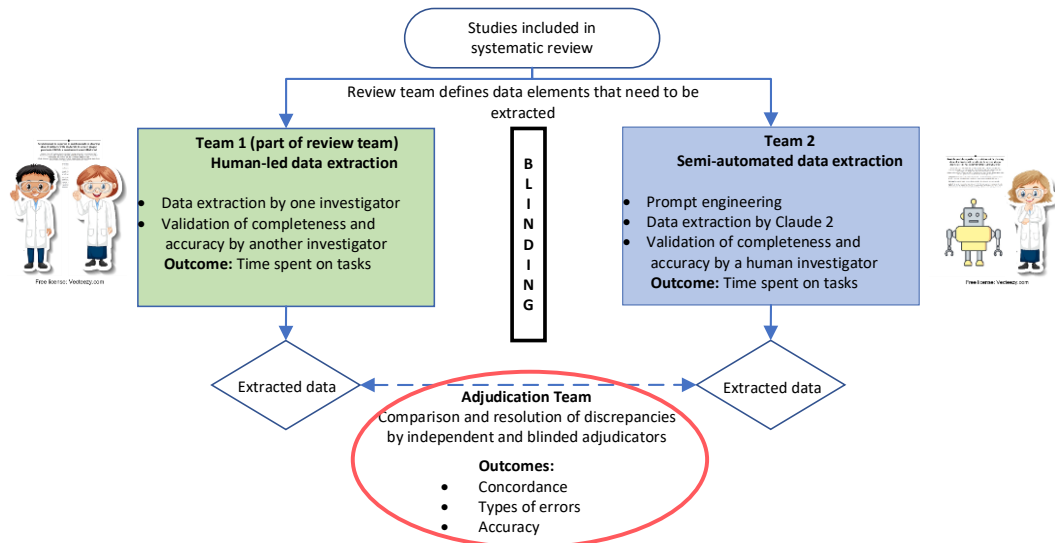 Studies included in
systematic review
Review team defines data elements that need to be
extracted
Team 1 (part of review team)
Human-led data extraction
• Data extraction by one investigator
• Validation of completeness and
accuracy by another investigator
Outcome: Time spent on tasks
Free license: Vecteezy.com
B
L
I
N
D
I
N
G
Team 2
Semi-automated data extraction
• Prompt engineering
• Data extraction by Claude 2
• Validation of completeness and
accuracy by a human investigator
Outcome: Time spent on tasks
Free license: Vecteezy.com
Extracted data
Extracted data
Adjudication Team
Comparison and resolution of discrepancies
by independent and blinded adjudicators
Outcomes:
• Concordance
• Types of errors
• Accuracy